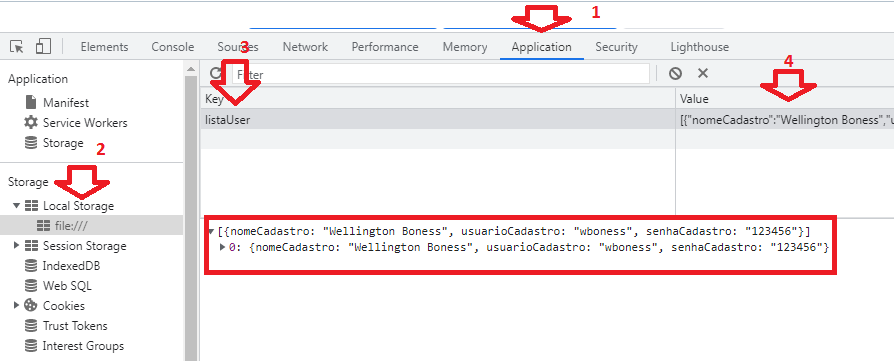 1
Elements Console Sources Network Performance Memory Application Security Lighthouse
3
4
Application
Filter
Manifest
Key Value
Service Workers
listaUser [{"nomeCadastro":"Wellington Boness","u
Storage
2
Storage
Local Storage
file:///
[{nomeCadastro: "Wellington Boness", usuarioCadastro: "wboness", senhaCadastro: "123456"}]
Session Storage
0: {nomeCadastro: "Wellington Boness", usuarioCadastro: "wboness", senhaCadastro: "123456"}
IndexedDB
Web SQL
Cookies
Trust Tokens
Interest Groups